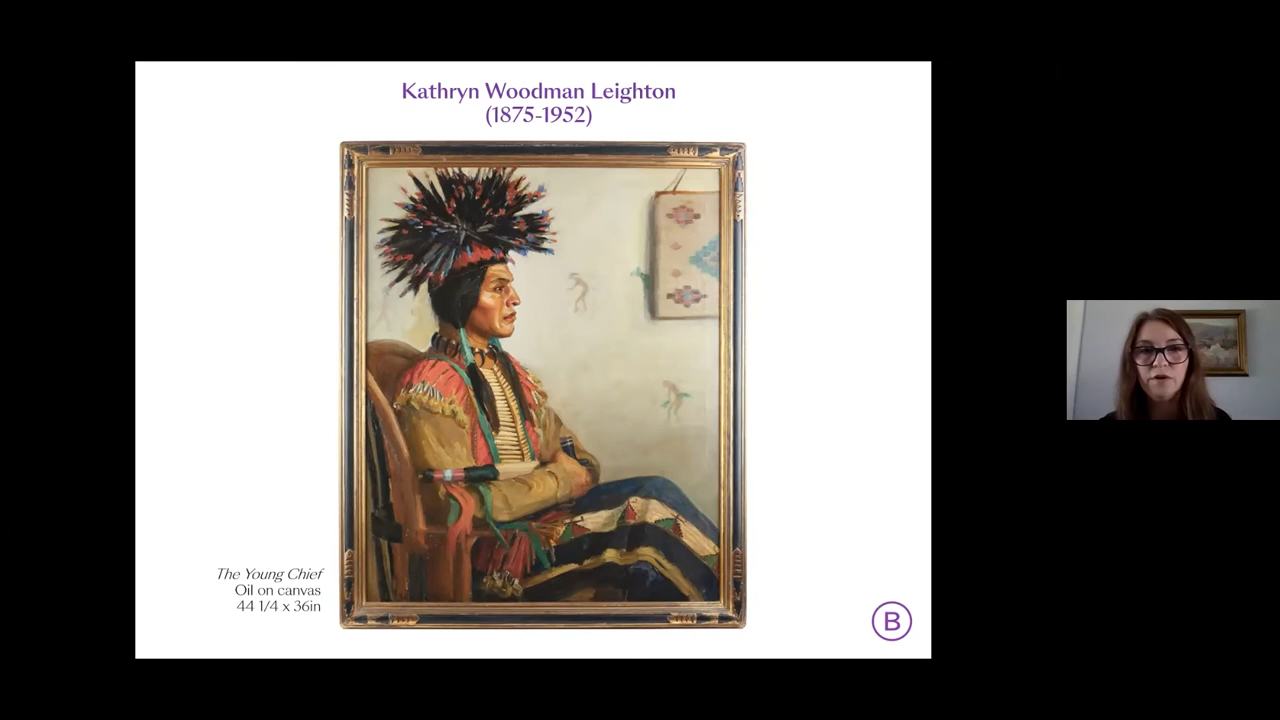 Kathryn Woodman Leighton
(1875-1952)
The Young Chief
Oil on canvas
44 1/4 x 36in
B